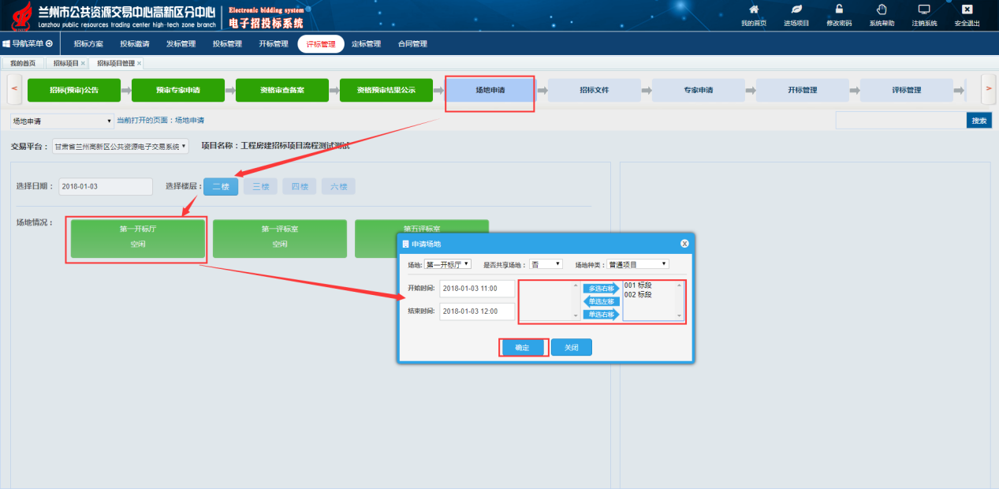 兰州市公共资源交易中心高新区分中心
Lanzhou public resources trading center high-tech zone branch
Electronic bidding system
电子招投标系统
我的首页 进场项目 修改密码 系统帮助 注销系统 安全退出
导航菜单 招标方案 投标邀请 发标管理 投标管理 开标管理 评标管理 定标管理 合同管理
我的首页 招标项目 × 招标项目管理 ×
< 招标(预审)公告 预审专家申请 资格审查备案 资格预审结果公示 场地申请 招标文件 专家申请 开标管理 评标管理 >
场地申请 当前打开的页面：场地申请 搜索
交易平台： 甘肃省兰州高新区公共资源电子交易系统 项目名称：工程房建招标项目流程测试测试
选择日期： 2018-01-03 选择楼层： 二楼 三楼 四楼 六楼
场地情况：
第一开标厅 第一评标室 第五评标室
空闲 空闲
申请场地
场地: 第一开标厅 是否共享场地： 否 场地种类： 普通项目
开始时间: 2018-01-03 11:00 多选右移 001 标段
002 标段
单选左移
结束时间: 2018-01-03 12:00 单选右移
确定 关闭